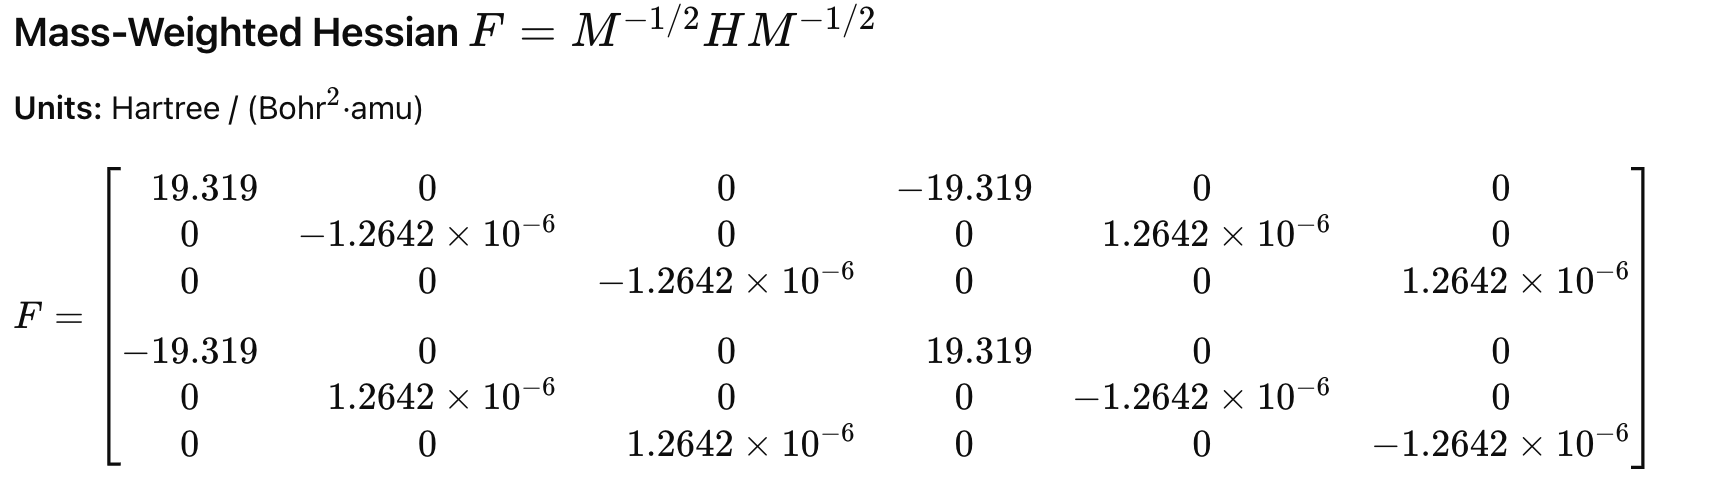 Mass-Weighted Hessian F = M^{-1/2}HM^{-1/2}
Units: Hartree / (Bohr²·amu)
19.319 0 0 −19.319 0 0
0 −1.2642 × 10⁻⁶ 0 0 1.2642 × 10⁻⁶ 0
0 0 −1.2642 × 10⁻⁶ 0 0 1.2642 × 10⁻⁶
F =
−19.319 0 0 19.319 0 0
0 1.2642 × 10⁻⁶ 0 0 −1.2642 × 10⁻⁶ 0
0 0 1.2642 × 10⁻⁶ 0 0 −1.2642 × 10⁻⁶